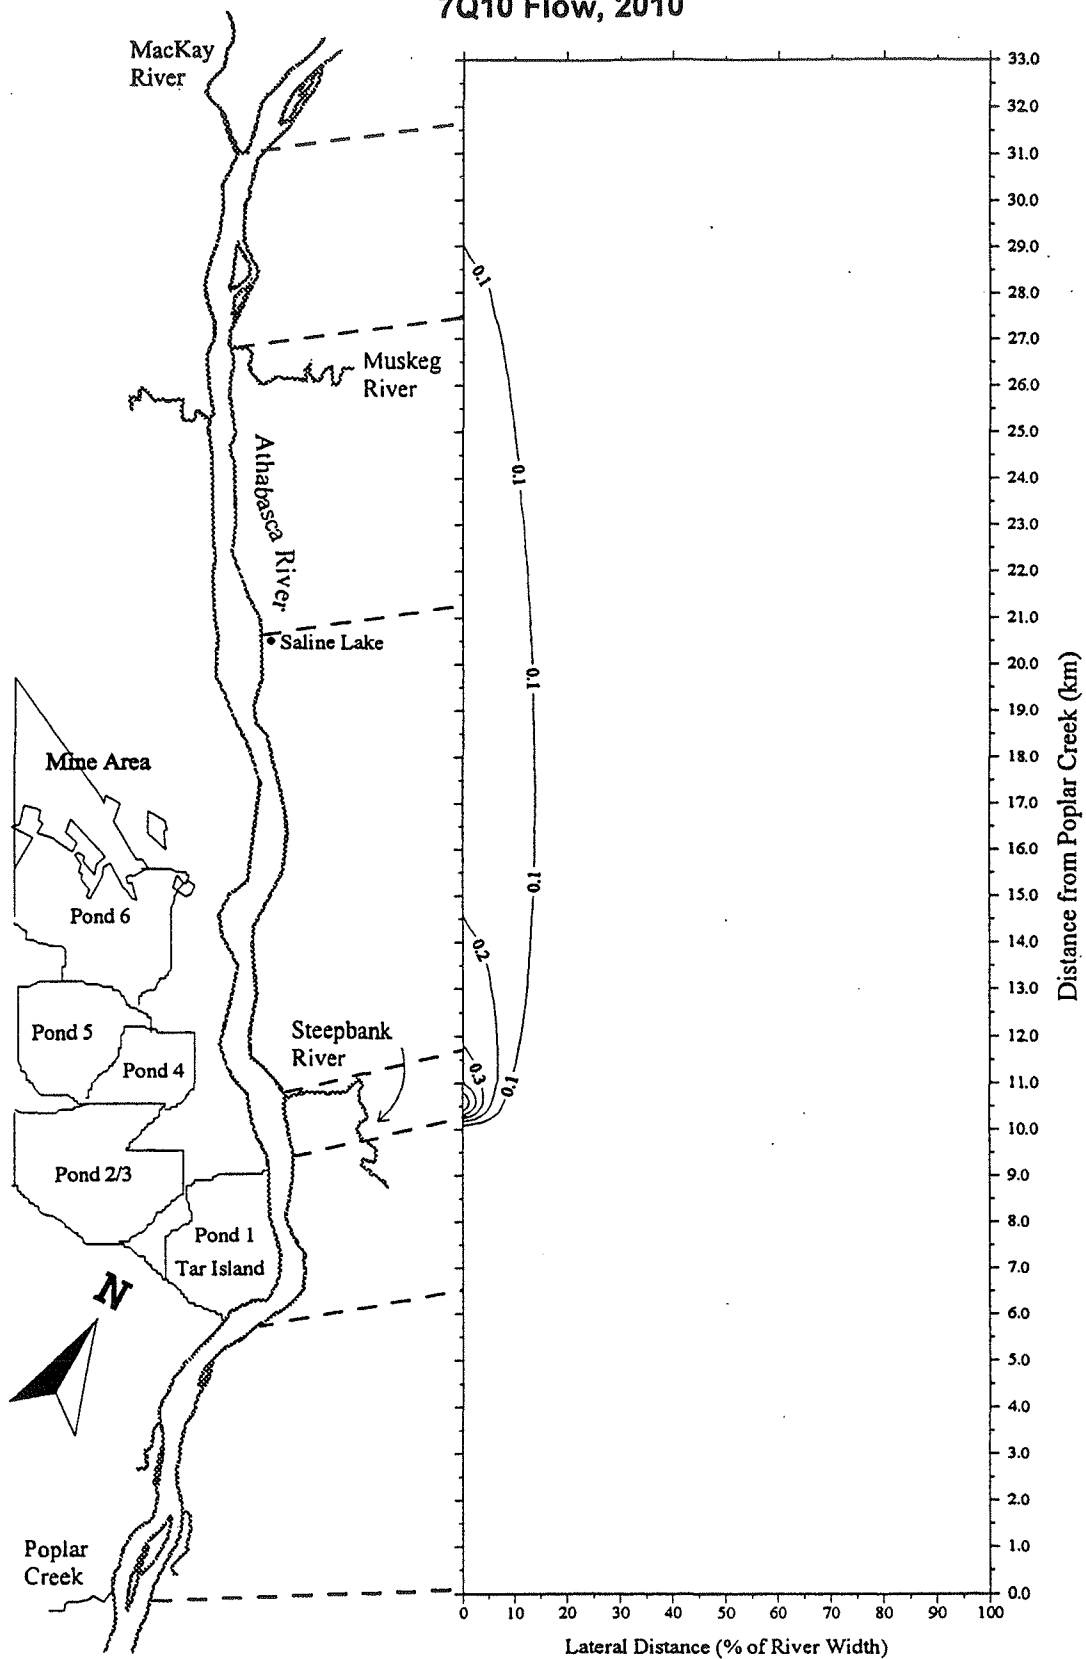 7Q10 Flow, 2010
MacKay
River
Muskeg
River
Athabasca River
Saline Lake
Mine Area
Pond 6
Pond 5
Pond 4
Steepbank
River
Pond 2/3
Pond 1
Tar Island
N
Poplar
Creek
0.1
0.1
0.1
0.1
0.2
0.3
0.1
33.0
32.0
31.0
30.0
29.0
28.0
27.0
26.0
25.0
24.0
23.0
22.0
21.0
20.0
19.0
18.0
17.0
16.0
15.0
14.0
13.0
12.0
11.0
10.0
9.0
8.0
7.0
6.0
5.0
4.0
3.0
2.0
1.0
0.0
Distance from Poplar Creek (km)
0 10 20 30 40 50 60 70 80 90 100
Lateral Distance (% of River Width)